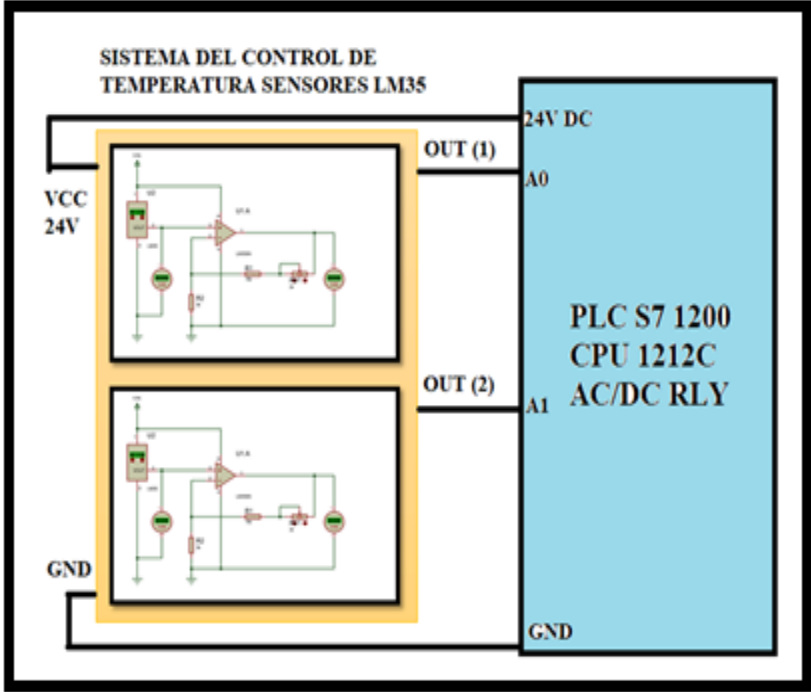 SISTEMA DEL CONTROL DE
TEMPERATURA SENSORES LM35
24V DC
OUT (1)
A0
VCC
24V
PLC S7 1200
CPU 1212C
AC/DC RLY
OUT (2)
A1
GND
GND